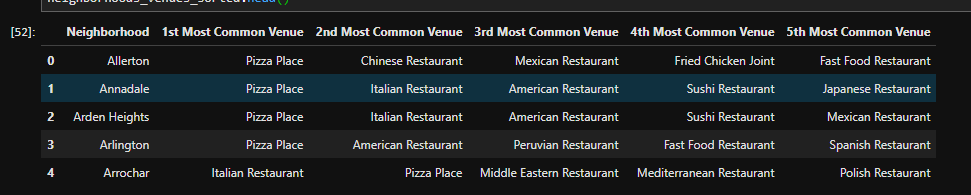 neighborhoods_venues_sorted.head()
[52]: Neighborhood 1st Most Common Venue 2nd Most Common Venue 3rd Most Common Venue 4th Most Common Venue 5th Most Common Venue
0 Allerton Pizza Place Chinese Restaurant Mexican Restaurant Fried Chicken Joint Fast Food Restaurant
1 Annadale Pizza Place Italian Restaurant American Restaurant Sushi Restaurant Japanese Restaurant
2 Arden Heights Pizza Place Italian Restaurant American Restaurant Sushi Restaurant Mexican Restaurant
3 Arlington Pizza Place American Restaurant Peruvian Restaurant Fast Food Restaurant Spanish Restaurant
4 Arrochar Italian Restaurant Pizza Place Middle Eastern Restaurant Mediterranean Restaurant Polish Restaurant